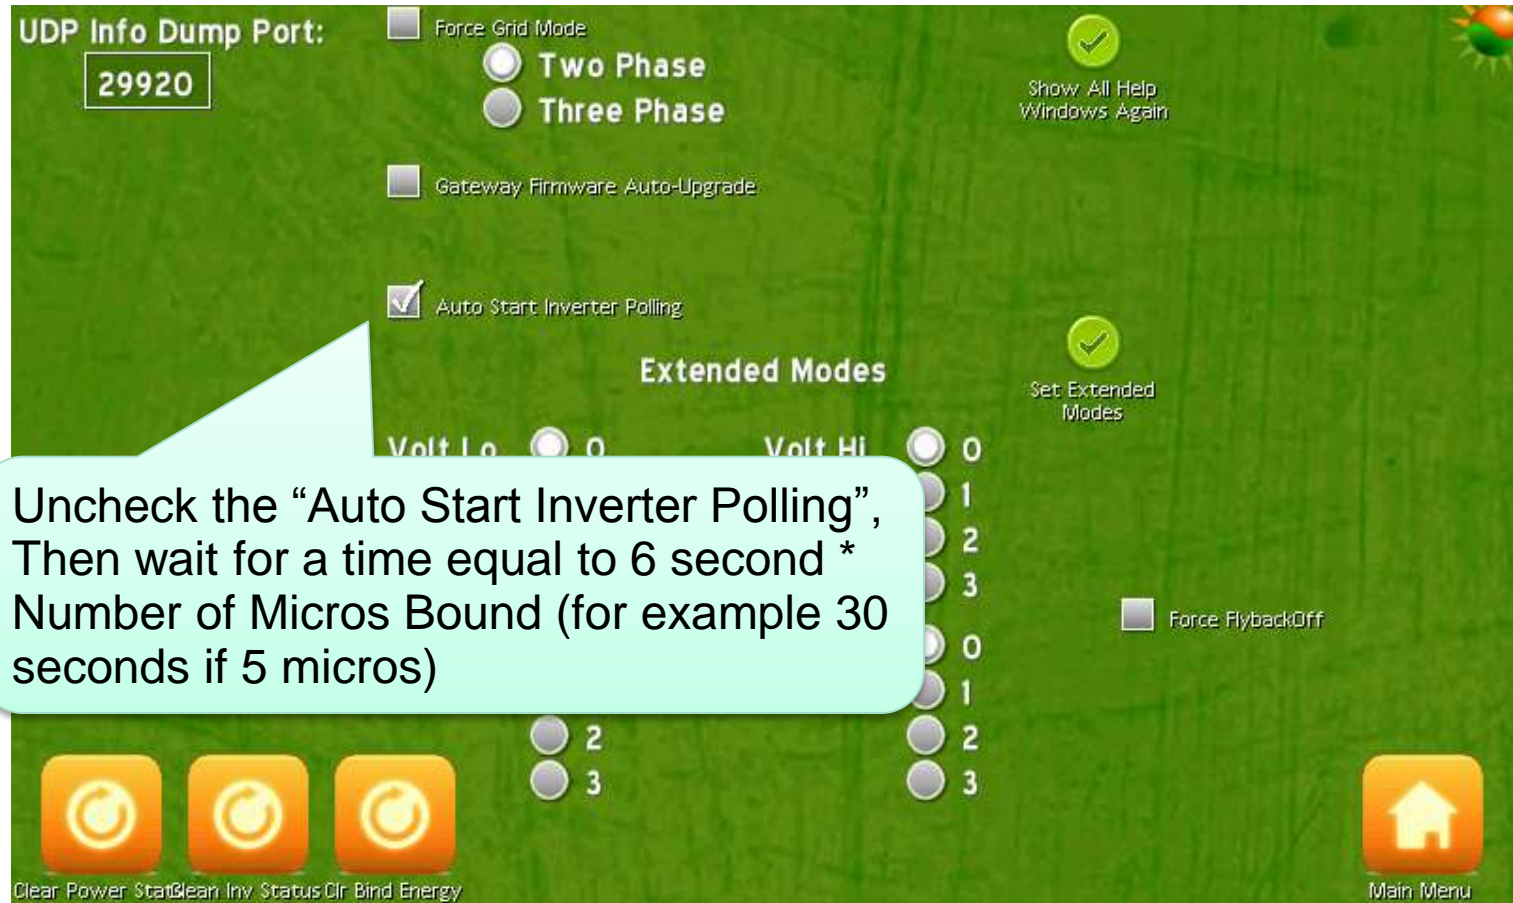 UDP Info Dump Port:
29920
Force Grid Mode
Two Phase
Three Phase
Show All Help
Windows Again
Gateway Firmware Auto-Upgrade
Auto Start Inverter Polling
Extended Modes
Set Extended
Modes
Volt Lo 0
Volt Hi 0
1
2
3
Uncheck the “Auto Start Inverter Polling”,
Then wait for a time equal to 6 second *
Number of Micros Bound (for example 30
seconds if 5 micros)
Force FlybackOff
0
1
2
3
2
3
Clear Power Stat
Clean Inv Status
Clr Bind Energy
Main Menu